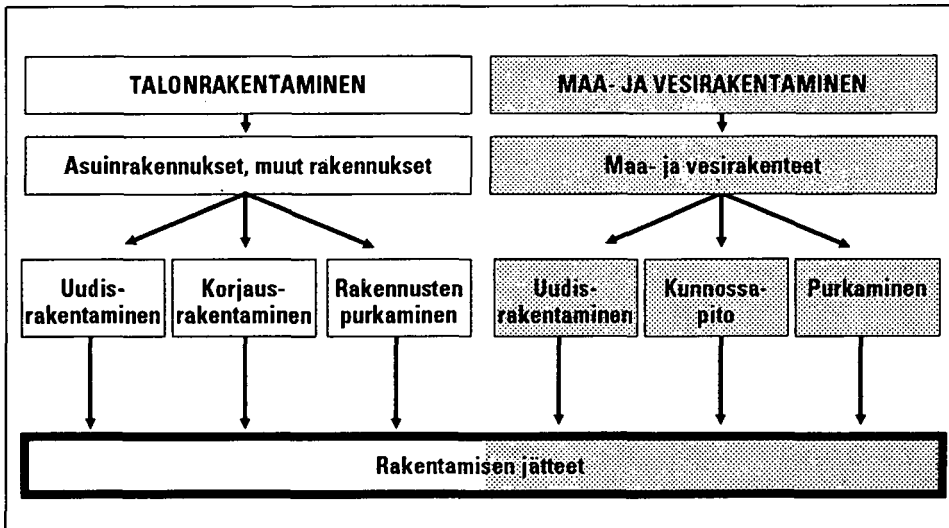 TALONRAKENTAMINEN
MAA- JA VESIRAKENTAMINEN
Asuinrakennukset, muut rakennukset
Maa- ja vesirakenteet
Uudis-
rakentaminen
Korjaus-
rakentaminen
Rakennusten
purkaminen
Uudis-
rakentaminen
Kunnossa-
pito
Purkaminen
Rakentamisen jätteet